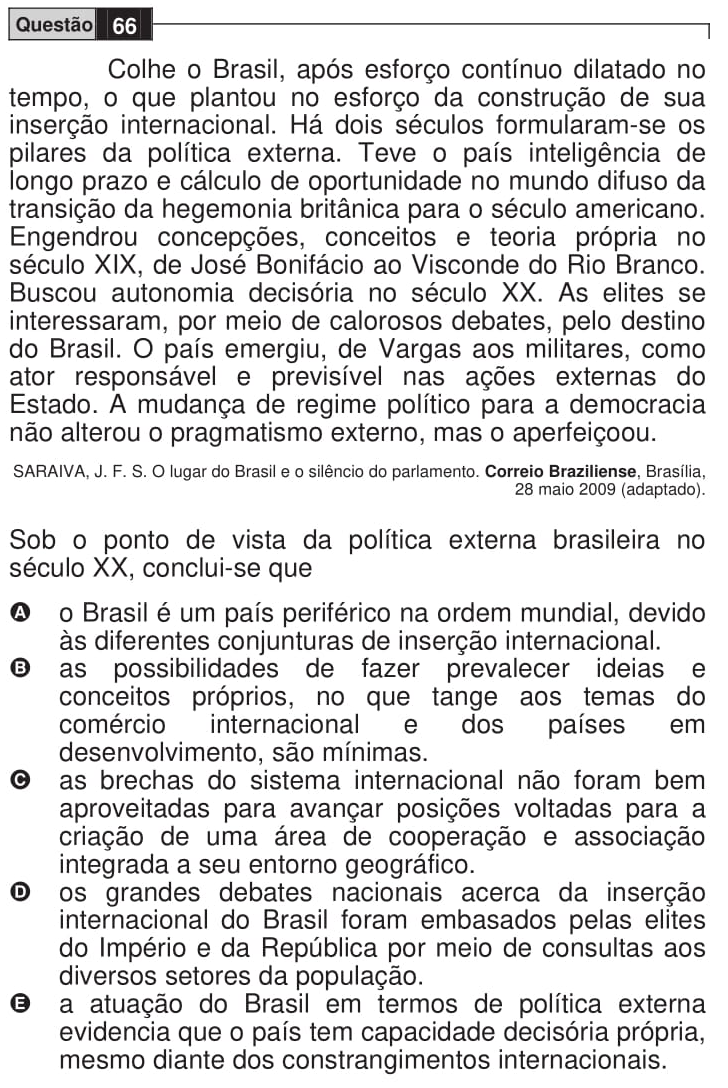 Questão 66
Colhe o Brasil, após esforço contínuo dilatado no
tempo, o que plantou no esforço da construção de sua
inserção internacional. Há dois séculos formularam-se os
pilares da política externa. Teve o país inteligência de
longo prazo e cálculo de oportunidade no mundo difuso da
transição da hegemonia britânica para o século americano.
Engendrou concepções, conceitos e teoria própria no
século XIX, de José Bonifácio ao Visconde do Rio Branco.
Buscou autonomia decisória no século XX. As elites se
interessaram, por meio de calorosos debates, pelo destino
do Brasil. O país emergiu, de Vargas aos militares, como
ator responsável e previsível nas ações externas do
Estado. A mudança de regime político para a democracia
não alterou o pragmatismo externo, mas o aperfeiçoou.
SARAIVA, J. F. S. O lugar do Brasil e o silêncio do parlamento. Correio Braziliense, Brasília,
28 maio 2009 (adaptado).
Sob o ponto de vista da política externa brasileira no
século XX, conclui-se que
A o Brasil é um país periférico na ordem mundial, devido
às diferentes conjunturas de inserção internacional.
B as possibilidades de fazer prevalecer ideias e
conceitos próprios, no que tange aos temas do
comércio internacional e dos países em
desenvolvimento, são mínimas.
C as brechas do sistema internacional não foram bem
aproveitadas para avançar posições voltadas para a
criação de uma área de cooperação e associação
integrada a seu entorno geográfico.
D os grandes debates nacionais acerca da inserção
internacional do Brasil foram embasados pelas elites
do Império e da República por meio de consultas aos
diversos setores da população.
E a atuação do Brasil em termos de política externa
evidencia que o país tem capacidade decisória própria,
mesmo diante dos constrangimentos internacionais.